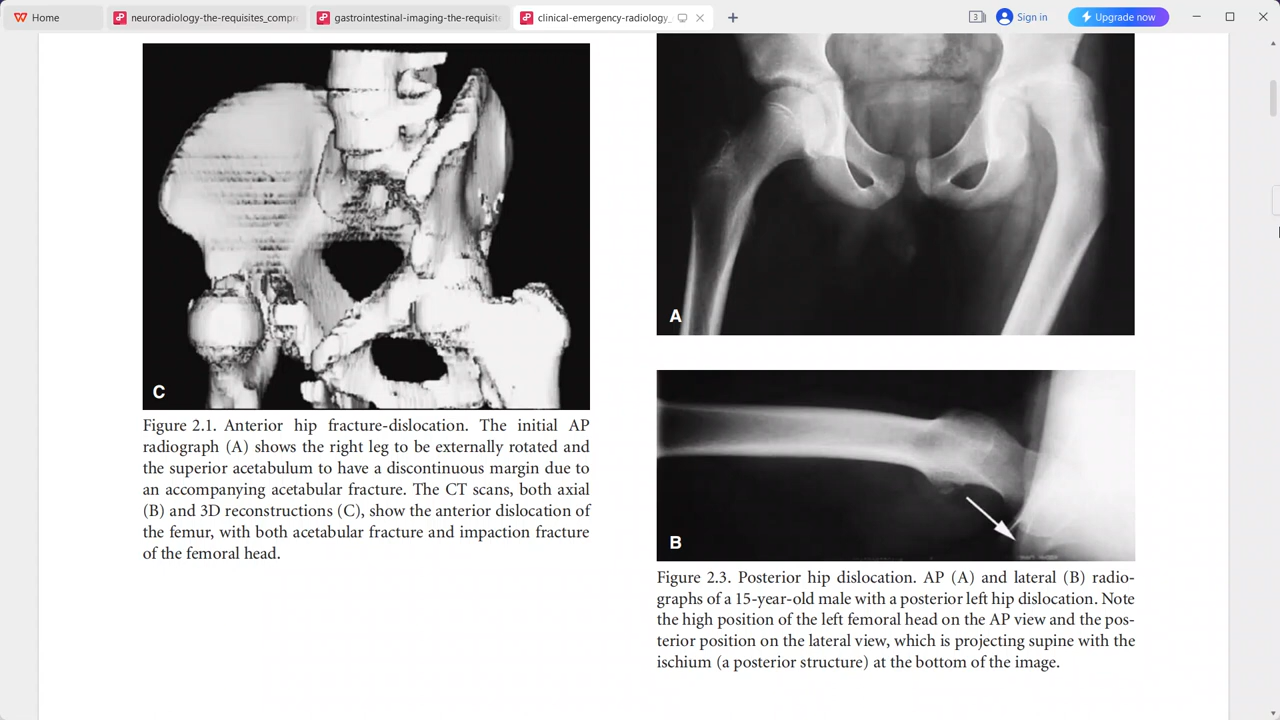 Home
neuroradiology-the-requisites_compr
gastrointestinal-imaging-the-requisite
clinical-emergency-radiology_
3
Sign in
Upgrade now
C
Figure 2.1. Anterior hip fracture-dislocation. The initial AP
radiograph (A) shows the right leg to be externally rotated and
the superior acetabulum to have a discontinuous margin due to
an accompanying acetabular fracture. The CT scans, both axial
(B) and 3D reconstructions (C), show the anterior dislocation of
the femur, with both acetabular fracture and impaction fracture
of the femoral head.
A
B
Figure 2.3. Posterior hip dislocation. AP (A) and lateral (B) radio-
graphs of a 15-year-old male with a posterior left hip dislocation. Note
the high position of the left femoral head on the AP view and the pos-
terior position on the lateral view, which is projecting supine with the
ischium (a posterior structure) at the bottom of the image.